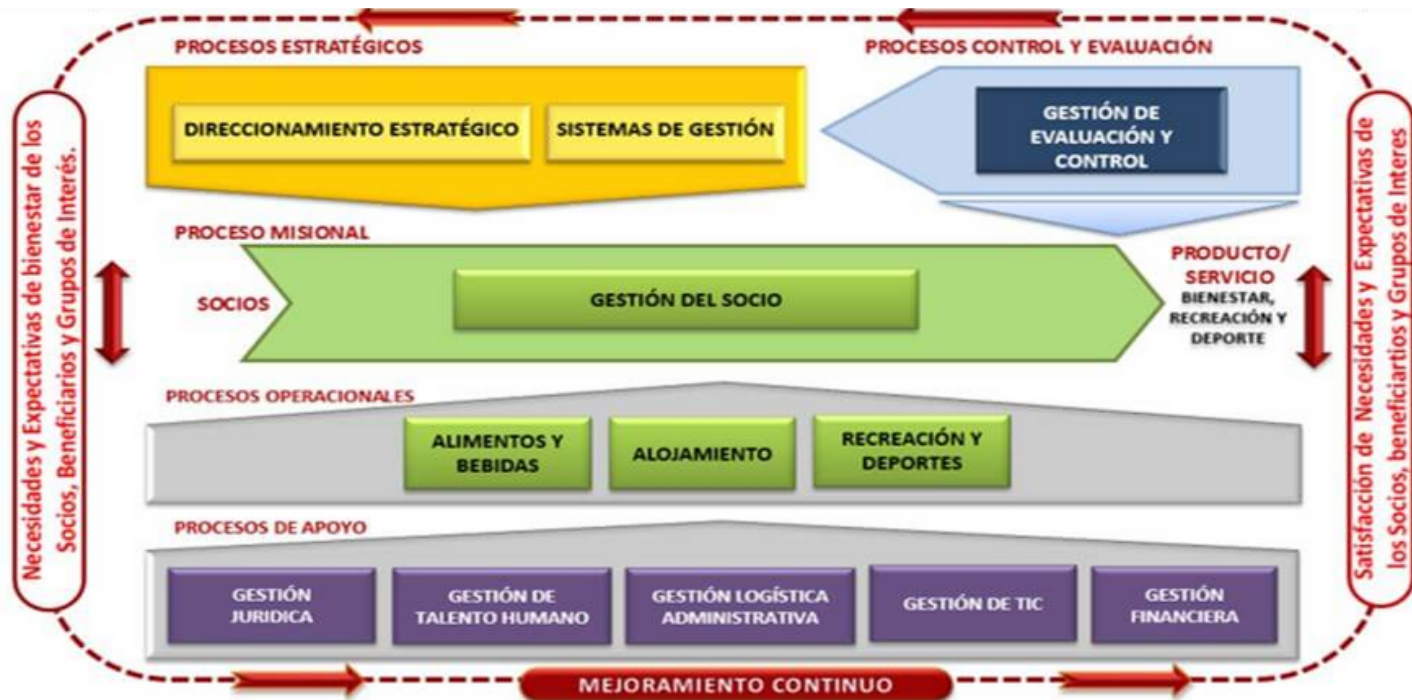 PROCESOS ESTRATÉGICOS
PROCESOS CONTROL Y EVALUACIÓN
DIRECCIONAMIENTO ESTRATÉGICO
SISTEMAS DE GESTIÓN
GESTIÓN DE
EVALUACIÓN Y
CONTROL
Necesidades y Expectativas de bienestar de los
Socios, Beneficiarios y Grupos de Interés.
PROCESO MISIONAL
SOCIOS
GESTIÓN DEL SOCIO
PRODUCTO/
SERVICIO
BIENESTAR,
RECREACIÓN Y
DEPORTE
Satisfacción de Necesidades y Expectativas de
los Socios, beneficiartios y Grupos de Interes
PROCESOS OPERACIONALES
ALIMENTOS Y
BEBIDAS
ALOJAMIENTO
RECREACIÓN Y
DEPORTES
PROCESOS DE APOYO
GESTIÓN
JURIDICA
GESTIÓN DE
TALENTO HUMANO
GESTIÓN LOGÍSTICA
ADMINISTRATIVA
GESTIÓN DE TIC
GESTIÓN
FINANCIERA
MEJORAMIENTO CONTINUO